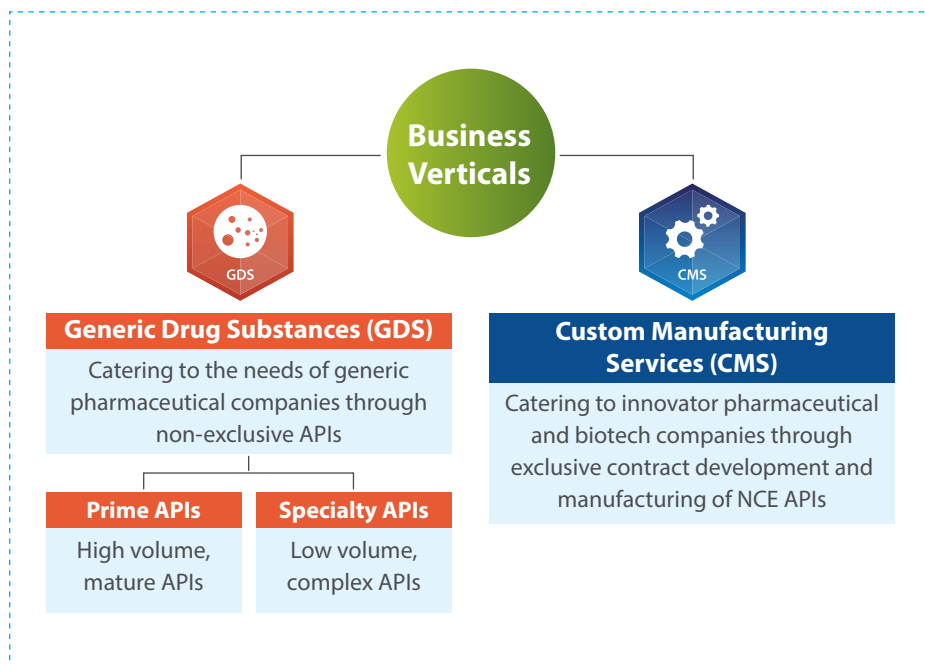 Business
Verticals
GDS
CMS
Generic Drug Substances (GDS)
Catering to the needs of generic
pharmaceutical companies through
non-exclusive APIs
Prime APIs
High volume,
mature APIs
Specialty APIs
Low volume,
complex APIs
Custom Manufacturing
Services (CMS)
Catering to innovator pharmaceutical
and biotech companies through
exclusive contract development and
manufacturing of NCE APIs